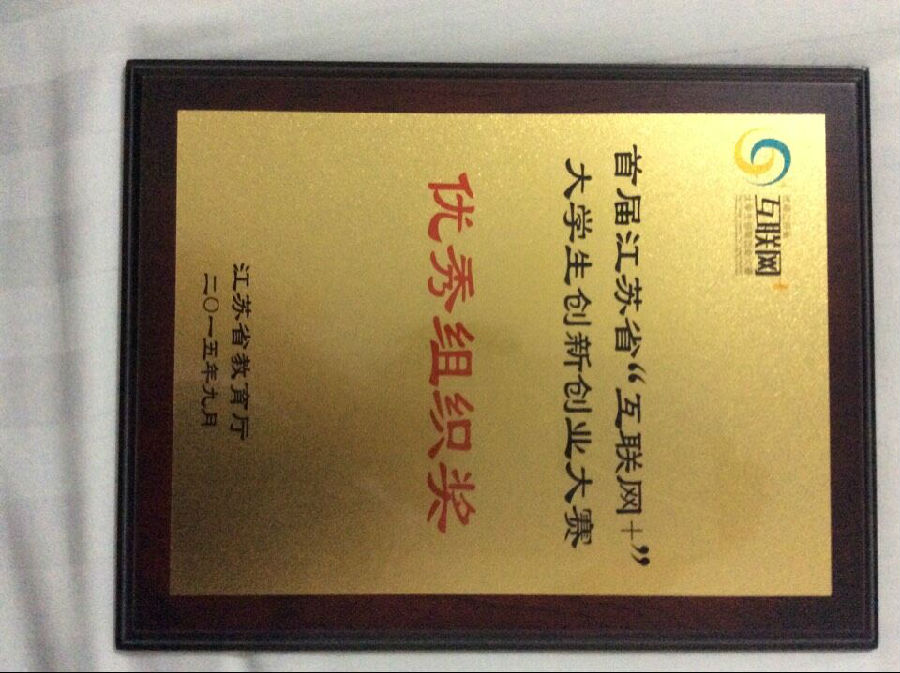 互联网+
首届江苏省“互联网+”
大学生创新创业大赛
优秀组织奖
江苏省教育厅
二〇一五年九月